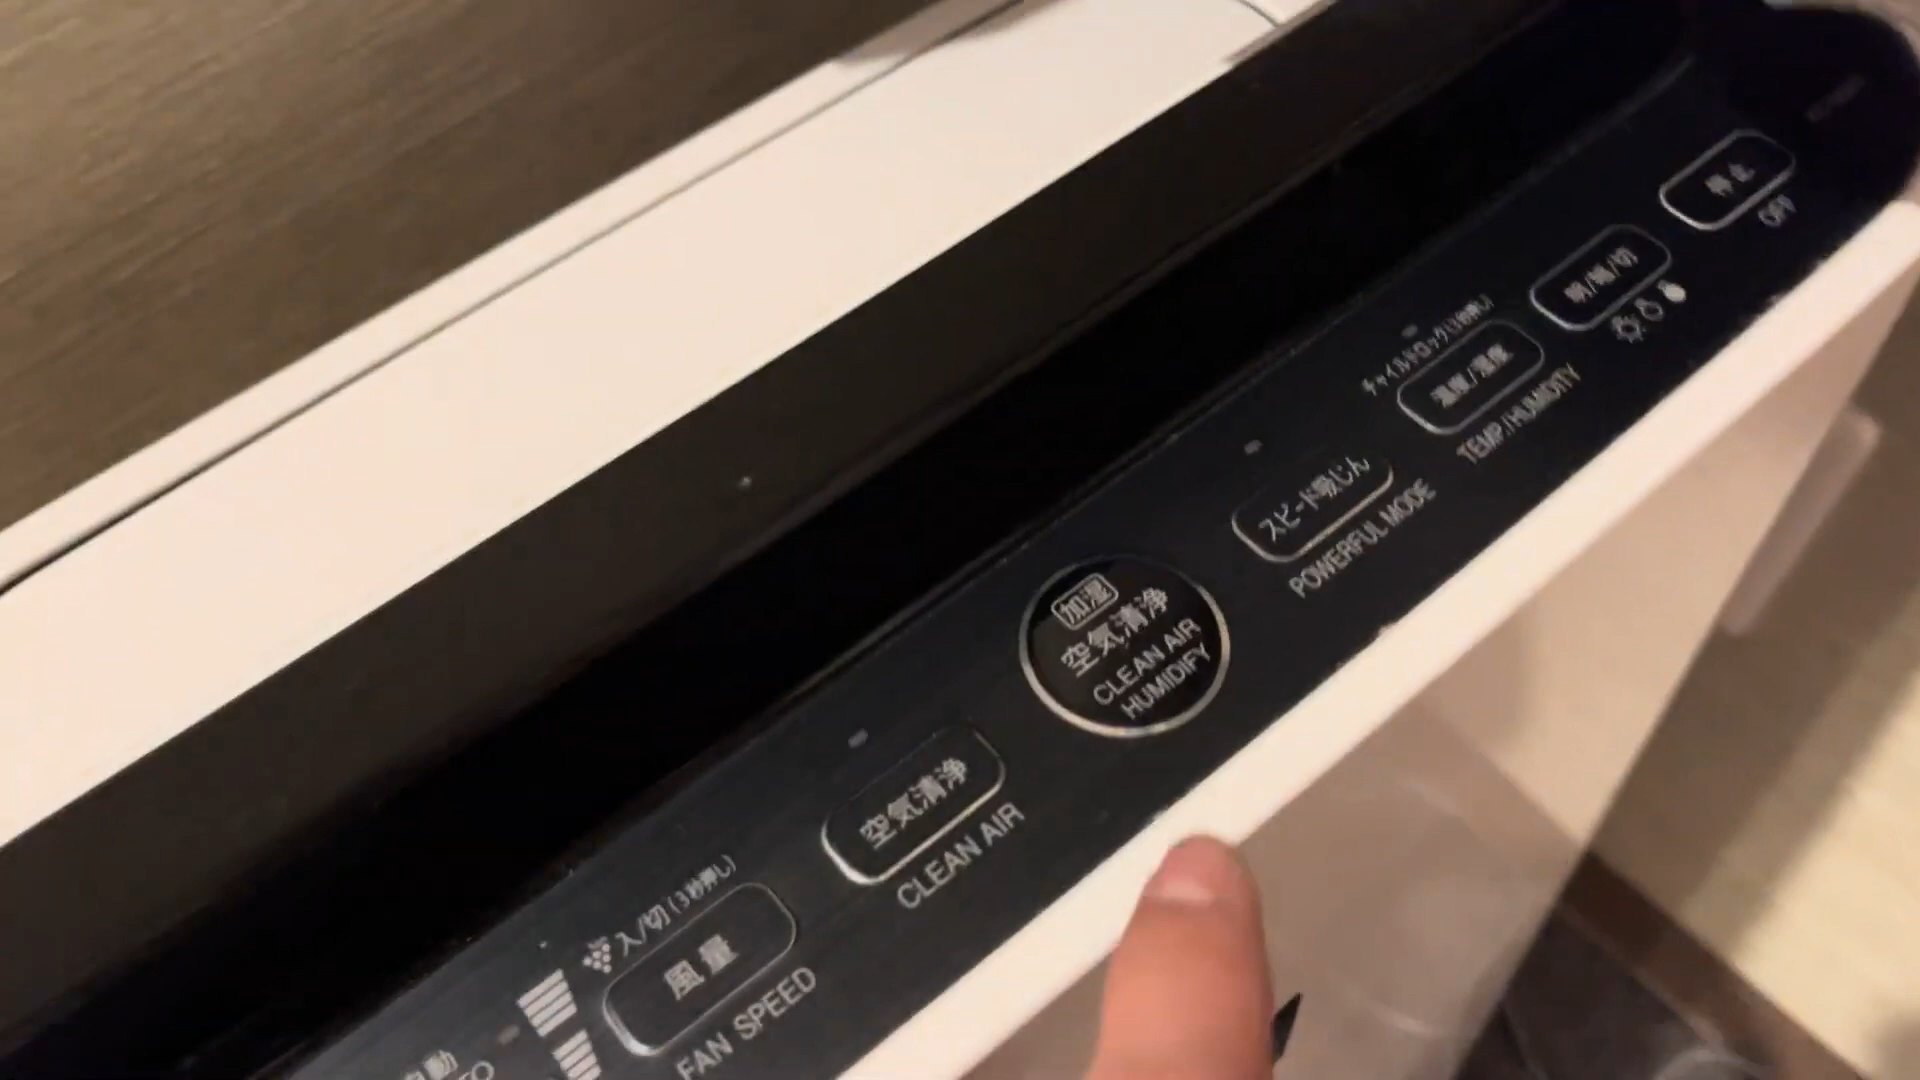 自動
入/切(3秒押し)
風量
FAN SPEED
空気清浄
CLEAN AIR
加湿
空気清浄
CLEAN AIR
HUMIDIFY
スピード吸じん
POWERFUL MODE
チャイルドロック(3秒押し)
温度/湿度
TEMP./HUMIDITY
明/暗/切
停止
OFF